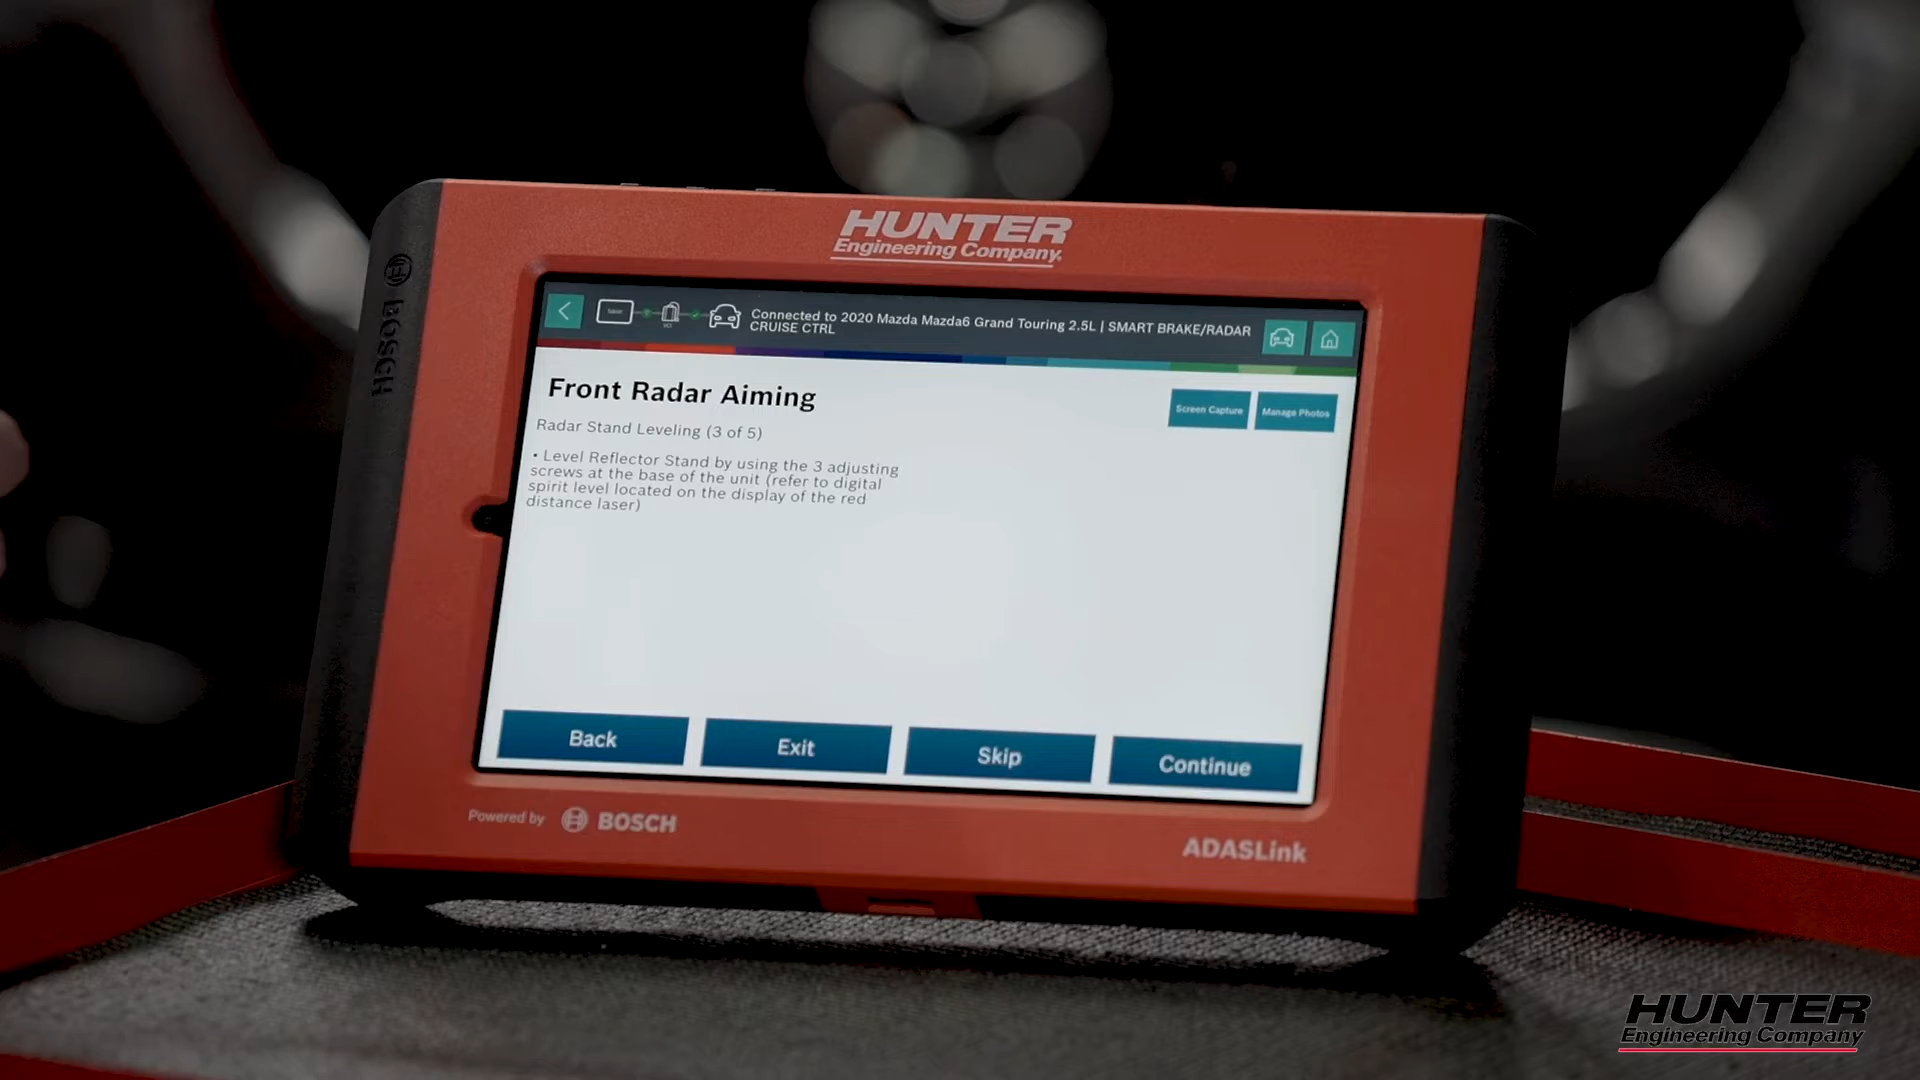 HUNTER
Engineering Company
BOSCH
Connected to 2020 Mazda Mazda6 Grand Touring 2.5L | SMART BRAKE/RADAR
CRUISE CTRL
Front Radar Aiming
Screen Capture
Manage Photos
Radar Stand Leveling (3 of 5)
• Level Reflector Stand by using the 3 adjusting
screws at the base of the unit (refer to digital
spirit level located on the display of the red
distance laser)
Back
Exit
Skip
Continue
Powered by BOSCH
ADASLink
HUNTER
Engineering Company